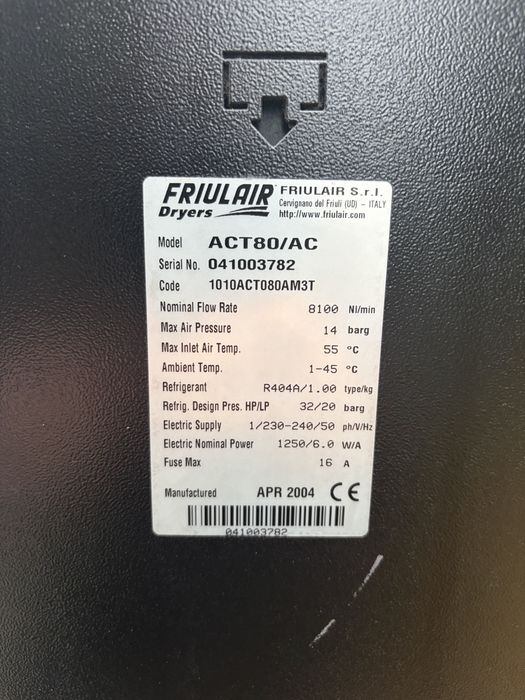 FRIULAIR
Dryers
FRIULAIR S.r.l.
Cervignano del Friuli (UD) - ITALY
http://www.friulair.com
Model ACT80/AC
Serial No. 041003782
Code 1010ACT080AM3T
Nominal Flow Rate 8100 Nl/min
Max Air Pressure 14 barg
Max Inlet Air Temp. 55 °C
Ambient Temp. 1-45 °C
Refrigerant R404A/1.00 type/kg
Refrig. Design Pres. HP/LP 32/20 barg
Electric Supply 1/230-240/50 ph/V/Hz
Electric Nominal Power 1250/6.0 W/A
Fuse Max 16 A
Manufactured APR 2004 CE
041003782